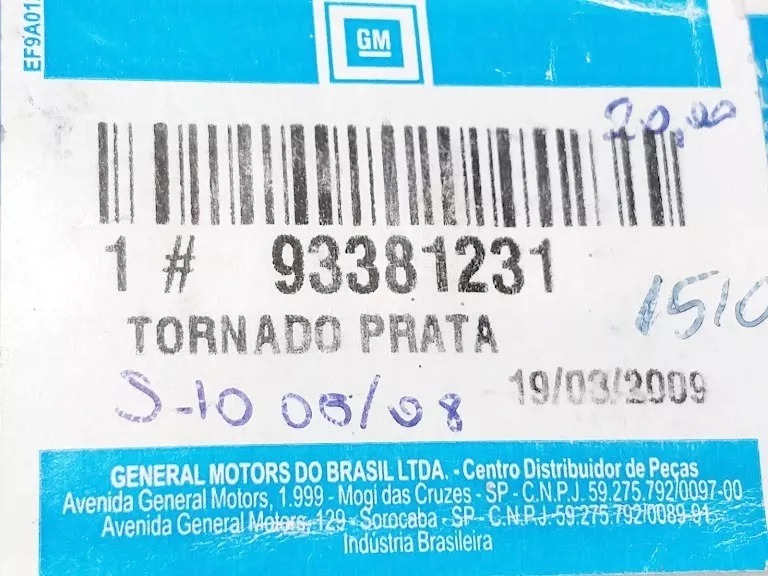 EF9A01
GM
20,00
1 # 93381231
TORNADO PRATA
1510
S-10 05/08
19/03/2009
GENERAL MOTORS DO BRASIL LTDA. - Centro Distribuidor de Peças
Avenida General Motors, 1.999 - Mogi das Cruzes - SP - C.N.P.J. 59.275.792/0097-00
Avenida General Motors, 129 - Sorocaba - SP - C.N.P.J. 59.275.792/0089-91
Indústria Brasileira